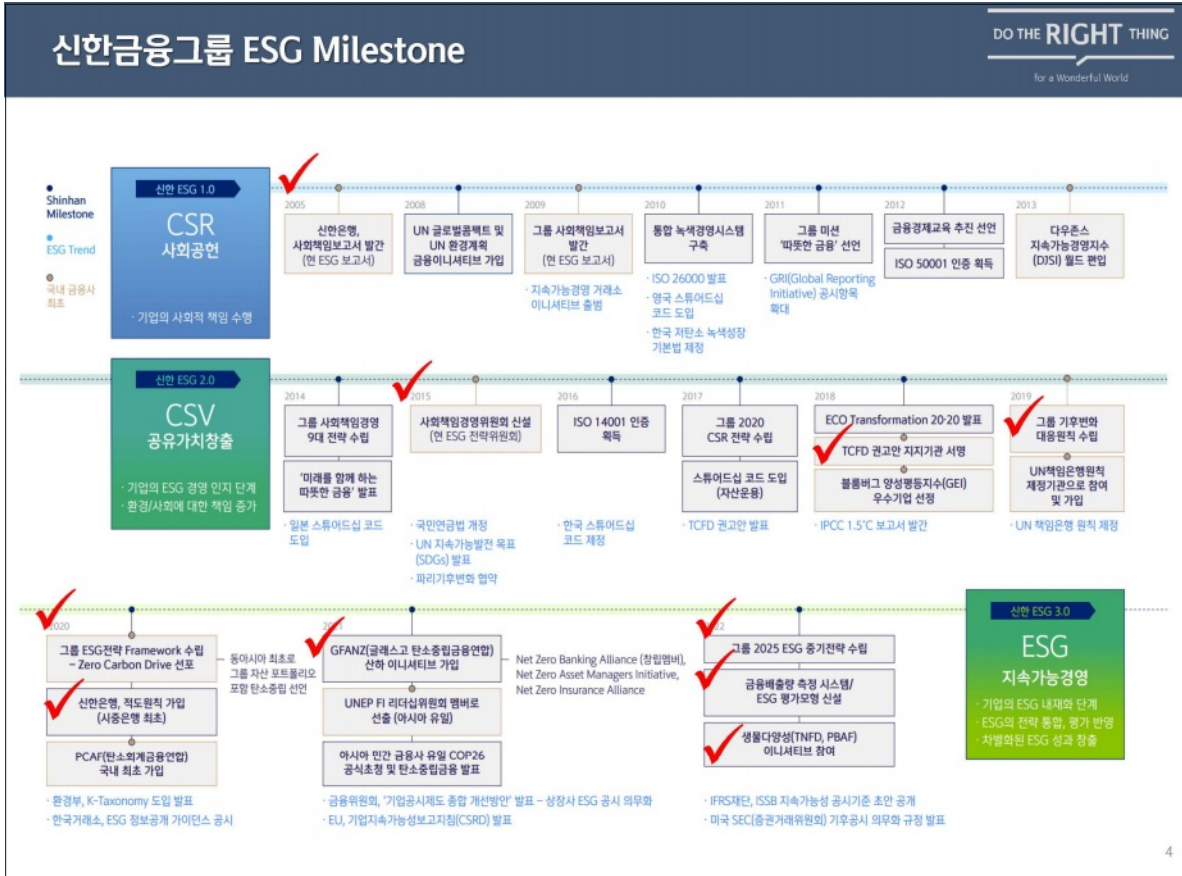 신한금융그룹 ESG Milestone
DO THE RIGHT THING
for a Wonderful World
Shinhan
Milestone
ESG Trend
국내 금융사
최초
신한 ESG 1.0
CSR
사회공헌
· 기업의 사회적 책임 수행
2005
신한은행,
사회책임보고서 발간
(현 ESG 보고서)
2008
UN 글로벌콤팩트 및
UN 환경계획
금융이니셔티브 가입
2009
그룹 사회책임보고서
발간
(현 ESG 보고서)
· 지속가능경영 거래소
이니셔티브 출범
2010
통합 녹색경영시스템
구축
· ISO 26000 발표
· 영국 스튜어드십
코드 도입
· 한국 저탄소 녹색성장
기본법 제정
2011
그룹 미션
'따뜻한 금융' 선언
· GRI(Global Reporting
Initiative) 공시항목
확대
2012
금융경제교육 추진 선언
ISO 50001 인증 획득
2013
다우존스
지속가능경영지수
(DJSI) 월드 편입
신한 ESG 2.0
CSV
공유가치창출
· 기업의 ESG 경영 인지 단계
· 환경/사회에 대한 책임 증가
2014
그룹 사회책임경영
9대 전략 수립
'미래를 함께 하는
따뜻한 금융' 발표
· 일본 스튜어드십 코드
도입
2015
사회책임경영위원회 신설
(현 ESG 전략위원회)
· 국민연금법 개정
· UN 지속가능발전 목표
(SDGs) 발표
· 파리기후변화 협약
2016
ISO 14001 인증
획득
· 한국 스튜어드십
코드 제정
2017
그룹 2020
CSR 전략 수립
스튜어드십 코드 도입
(자산운용)
· TCFD 권고안 발표
2018
ECO Transformation 20·20 발표
TCFD 권고안 지지기관 서명
블룸버그 양성평등지수(GEI)
우수기업 선정
· IPCC 1.5℃ 보고서 발간
2019
그룹 기후변화
대응원칙 수립
UN책임은행원칙
제정기관으로 참여
및 가입
· UN 책임은행 원칙 제정
2020
그룹 ESG전략 Framework 수립
– Zero Carbon Drive 선포
동아시아 최초로
그룹 자산 포트폴리오
포함 탄소중립 선언
신한은행, 적도원칙 가입
(시중은행 최초)
PCAF(탄소회계금융연합)
국내 최초 가입
· 환경부, K-Taxonomy 도입 발표
· 한국거래소, ESG 정보공개 가이던스 공시
GFANZ(글래스고 탄소중립금융연합)
산하 이니셔티브 가입
Net Zero Banking Alliance (창립멤버),
Net Zero Asset Managers Initiative,
Net Zero Insurance Alliance
UNEP FI 리더십위원회 멤버로
선출 (아시아 유일)
아시아 민간 금융사 유일 COP26
공식초청 및 탄소중립금융 발표
· 금융위원회, '기업공시제도 종합 개선방안' 발표 – 상장사 ESG 공시 의무화
· EU, 기업지속가능성보고지침(CSRD) 발표
그룹 2025 ESG 중기전략 수립
금융배출량 측정 시스템/
ESG 평가모형 신설
생물다양성(TNFD, PBAF)
이니셔티브 참여
· IFRS재단, ISSB 지속가능성 공시기준 초안 공개
· 미국 SEC(증권거래위원회) 기후공시 의무화 규정 발표
신한 ESG 3.0
ESG
지속가능경영
· 기업의 ESG 내재화 단계
· ESG의 전략 통합, 평가 반영
· 차별화된 ESG 성과 창출
4